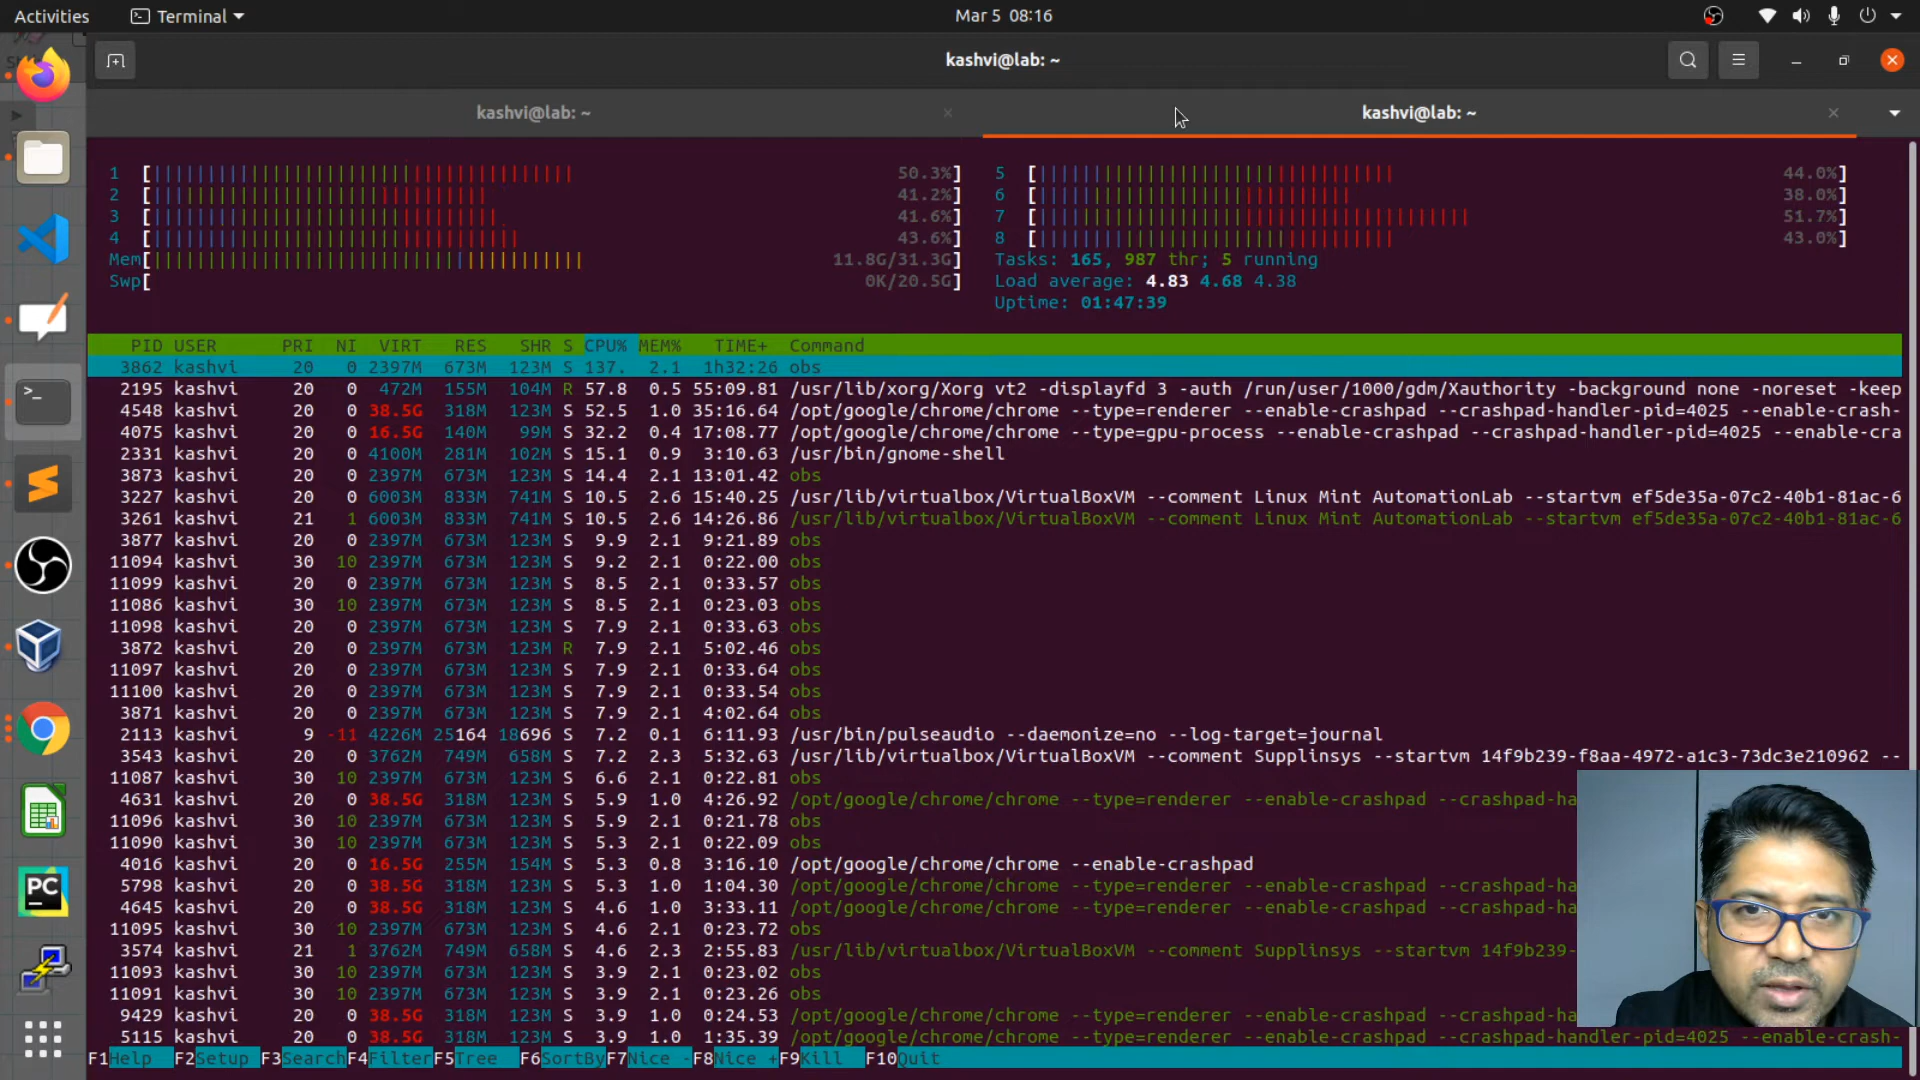 Activities Terminal Mar 5 08:16
kashvi@lab: ~
kashvi@lab: ~ kashvi@lab: ~
1 [ 50.3%] 5 [ 44.0%]
2 [ 41.2%] 6 [ 38.0%]
3 [ 41.6%] 7 [ 51.7%]
4 [ 43.6%] 8 [ 43.0%]
Mem[ 11.8G/31.3G] Tasks: 165, 987 thr; 5 running
Swp[ 0K/20.5G] Load average: 4.83 4.68 4.38
Uptime: 01:47:39
PID USER PRI NI VIRT RES SHR S CPU% MEM% TIME+ Command
3862 kashvi 20 0 2397M 673M 123M S 137. 2.1 1h32:26 obs
2195 kashvi 20 0 472M 155M 104M R 57.8 0.5 55:09.81 /usr/lib/xorg/Xorg vt2 -displayfd 3 -auth /run/user/1000/gdm/Xauthority -background none -noreset -keep
4548 kashvi 20 0 38.5G 318M 123M S 52.5 1.0 35:16.64 /opt/google/chrome/chrome --type=renderer --enable-crashpad --crashpad-handler-pid=4025 --enable-crash-
4075 kashvi 20 0 16.5G 140M 99M S 32.2 0.4 17:08.77 /opt/google/chrome/chrome --type=gpu-process --enable-crashpad --crashpad-handler-pid=4025 --enable-cra
2331 kashvi 20 0 4100M 281M 102M S 15.1 0.9 3:10.63 /usr/bin/gnome-shell
3873 kashvi 20 0 2397M 673M 123M S 14.4 2.1 13:01.42 obs
3227 kashvi 20 0 6003M 833M 741M S 10.5 2.6 15:40.25 /usr/lib/virtualbox/VirtualBoxVM --comment Linux Mint AutomationLab --startvm ef5de35a-07c2-40b1-81ac-6
3261 kashvi 21 1 6003M 833M 741M S 10.5 2.6 14:26.86 /usr/lib/virtualbox/VirtualBoxVM --comment Linux Mint AutomationLab --startvm ef5de35a-07c2-40b1-81ac-6
3877 kashvi 20 0 2397M 673M 123M S 9.9 2.1 9:21.89 obs
11094 kashvi 30 10 2397M 673M 123M S 9.2 2.1 0:22.00 obs
11099 kashvi 20 0 2397M 673M 123M S 8.5 2.1 0:33.57 obs
11086 kashvi 30 10 2397M 673M 123M S 8.5 2.1 0:23.03 obs
11098 kashvi 20 0 2397M 673M 123M S 7.9 2.1 0:33.63 obs
3872 kashvi 20 0 2397M 673M 123M R 7.9 2.1 5:02.46 obs
11097 kashvi 20 0 2397M 673M 123M S 7.9 2.1 0:33.64 obs
11100 kashvi 20 0 2397M 673M 123M S 7.9 2.1 0:33.54 obs
3871 kashvi 20 0 2397M 673M 123M S 7.9 2.1 4:02.64 obs
2113 kashvi 9 -11 4226M 25164 18696 S 7.2 0.1 6:11.93 /usr/bin/pulseaudio --daemonize=no --log-target=journal
3543 kashvi 20 0 3762M 749M 658M S 7.2 2.3 5:32.63 /usr/lib/virtualbox/VirtualBoxVM --comment Supplinsys --startvm 14f9b239-f8aa-4972-a1c3-73dc3e210962 --
11087 kashvi 30 10 2397M 673M 123M S 6.6 2.1 0:22.81 obs
4631 kashvi 20 0 38.5G 318M 123M S 5.9 1.0 4:26.92 /opt/google/chrome/chrome --type=renderer --enable-crashpad --crashpad-ha
11096 kashvi 30 10 2397M 673M 123M S 5.9 2.1 0:21.78 obs
11090 kashvi 30 10 2397M 673M 123M S 5.3 2.1 0:22.09 obs
4016 kashvi 20 0 16.5G 255M 154M S 5.3 0.8 3:16.10 /opt/google/chrome/chrome --enable-crashpad
5798 kashvi 20 0 38.5G 318M 123M S 5.3 1.0 1:04.30 /opt/google/chrome/chrome --type=renderer --enable-crashpad --crashpad-ha
4645 kashvi 20 0 38.5G 318M 123M S 4.6 1.0 3:33.11 /opt/google/chrome/chrome --type=renderer --enable-crashpad --crashpad-ha
11095 kashvi 30 10 2397M 673M 123M S 4.6 2.1 0:23.72 obs
3574 kashvi 21 1 3762M 749M 658M S 4.6 2.3 2:55.83 /usr/lib/virtualbox/VirtualBoxVM --comment Supplinsys --startvm 14f9b239-
11093 kashvi 30 10 2397M 673M 123M S 3.9 2.1 0:23.02 obs
11091 kashvi 30 10 2397M 673M 123M S 3.9 2.1 0:23.26 obs
9429 kashvi 20 0 38.5G 318M 123M S 3.9 1.0 0:24.53 /opt/google/chrome/chrome --type=renderer --enable-crashpad --crashpad-ha
5115 kashvi 20 0 38.5G 318M 123M S 3.9 1.0 1:35.39 /opt/google/chrome/chrome --type=renderer --enable-crashpad --crashpad-handler-pid=4025 --enable-crash-
F1Help F2Setup F3SearchF4FilterF5Tree F6SortByF7Nice -F8Nice +F9Kill F10Quit
PC